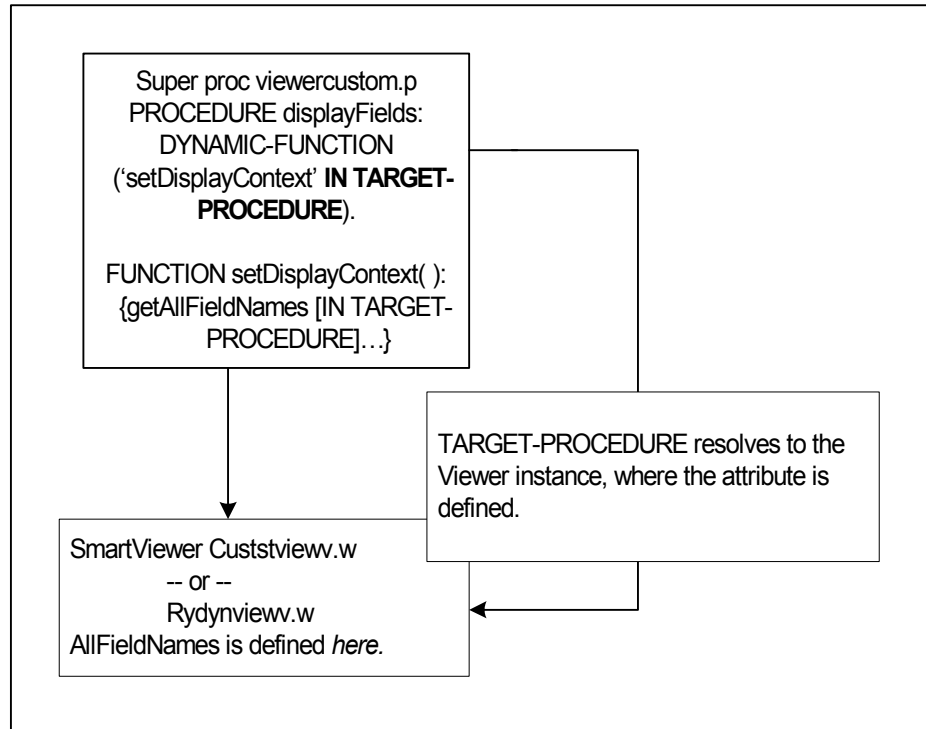 Super proc viewercustom.p
PROCEDURE displayFields:
DYNAMIC-FUNCTION
(‘setDisplayContext’ IN TARGET-
PROCEDURE).
FUNCTION setDisplayContext( ):
{getAllFieldNames [IN TARGET-
PROCEDURE]…}
TARGET-PROCEDURE resolves to the
Viewer instance, where the attribute is
defined.
SmartViewer Custstviewv.w
-- or --
Rydynviewv.w
AllFieldNames is defined here.